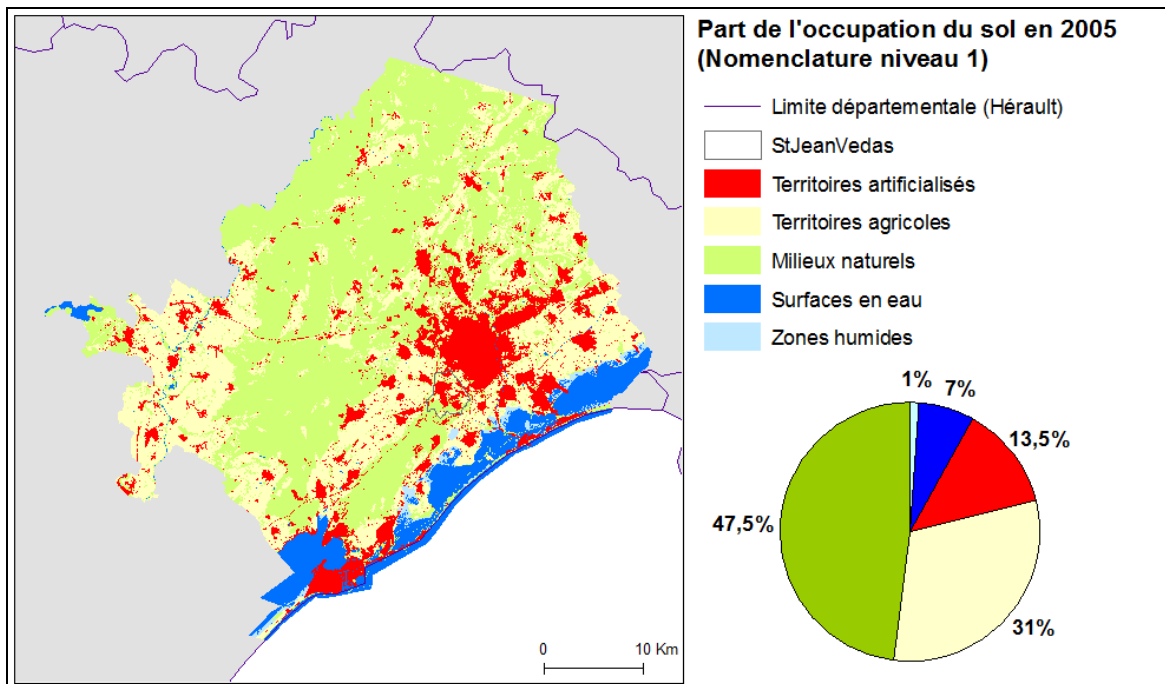 Part de l'occupation du sol en 2005
(Nomenclature niveau 1)
Limite départementale (Hérault)
StJeanVedas
Territoires artificialisés
Territoires agricoles
Milieux naturels
Surfaces en eau
Zones humides
1%
7%
13,5%
47,5%
31%
0 10 Km